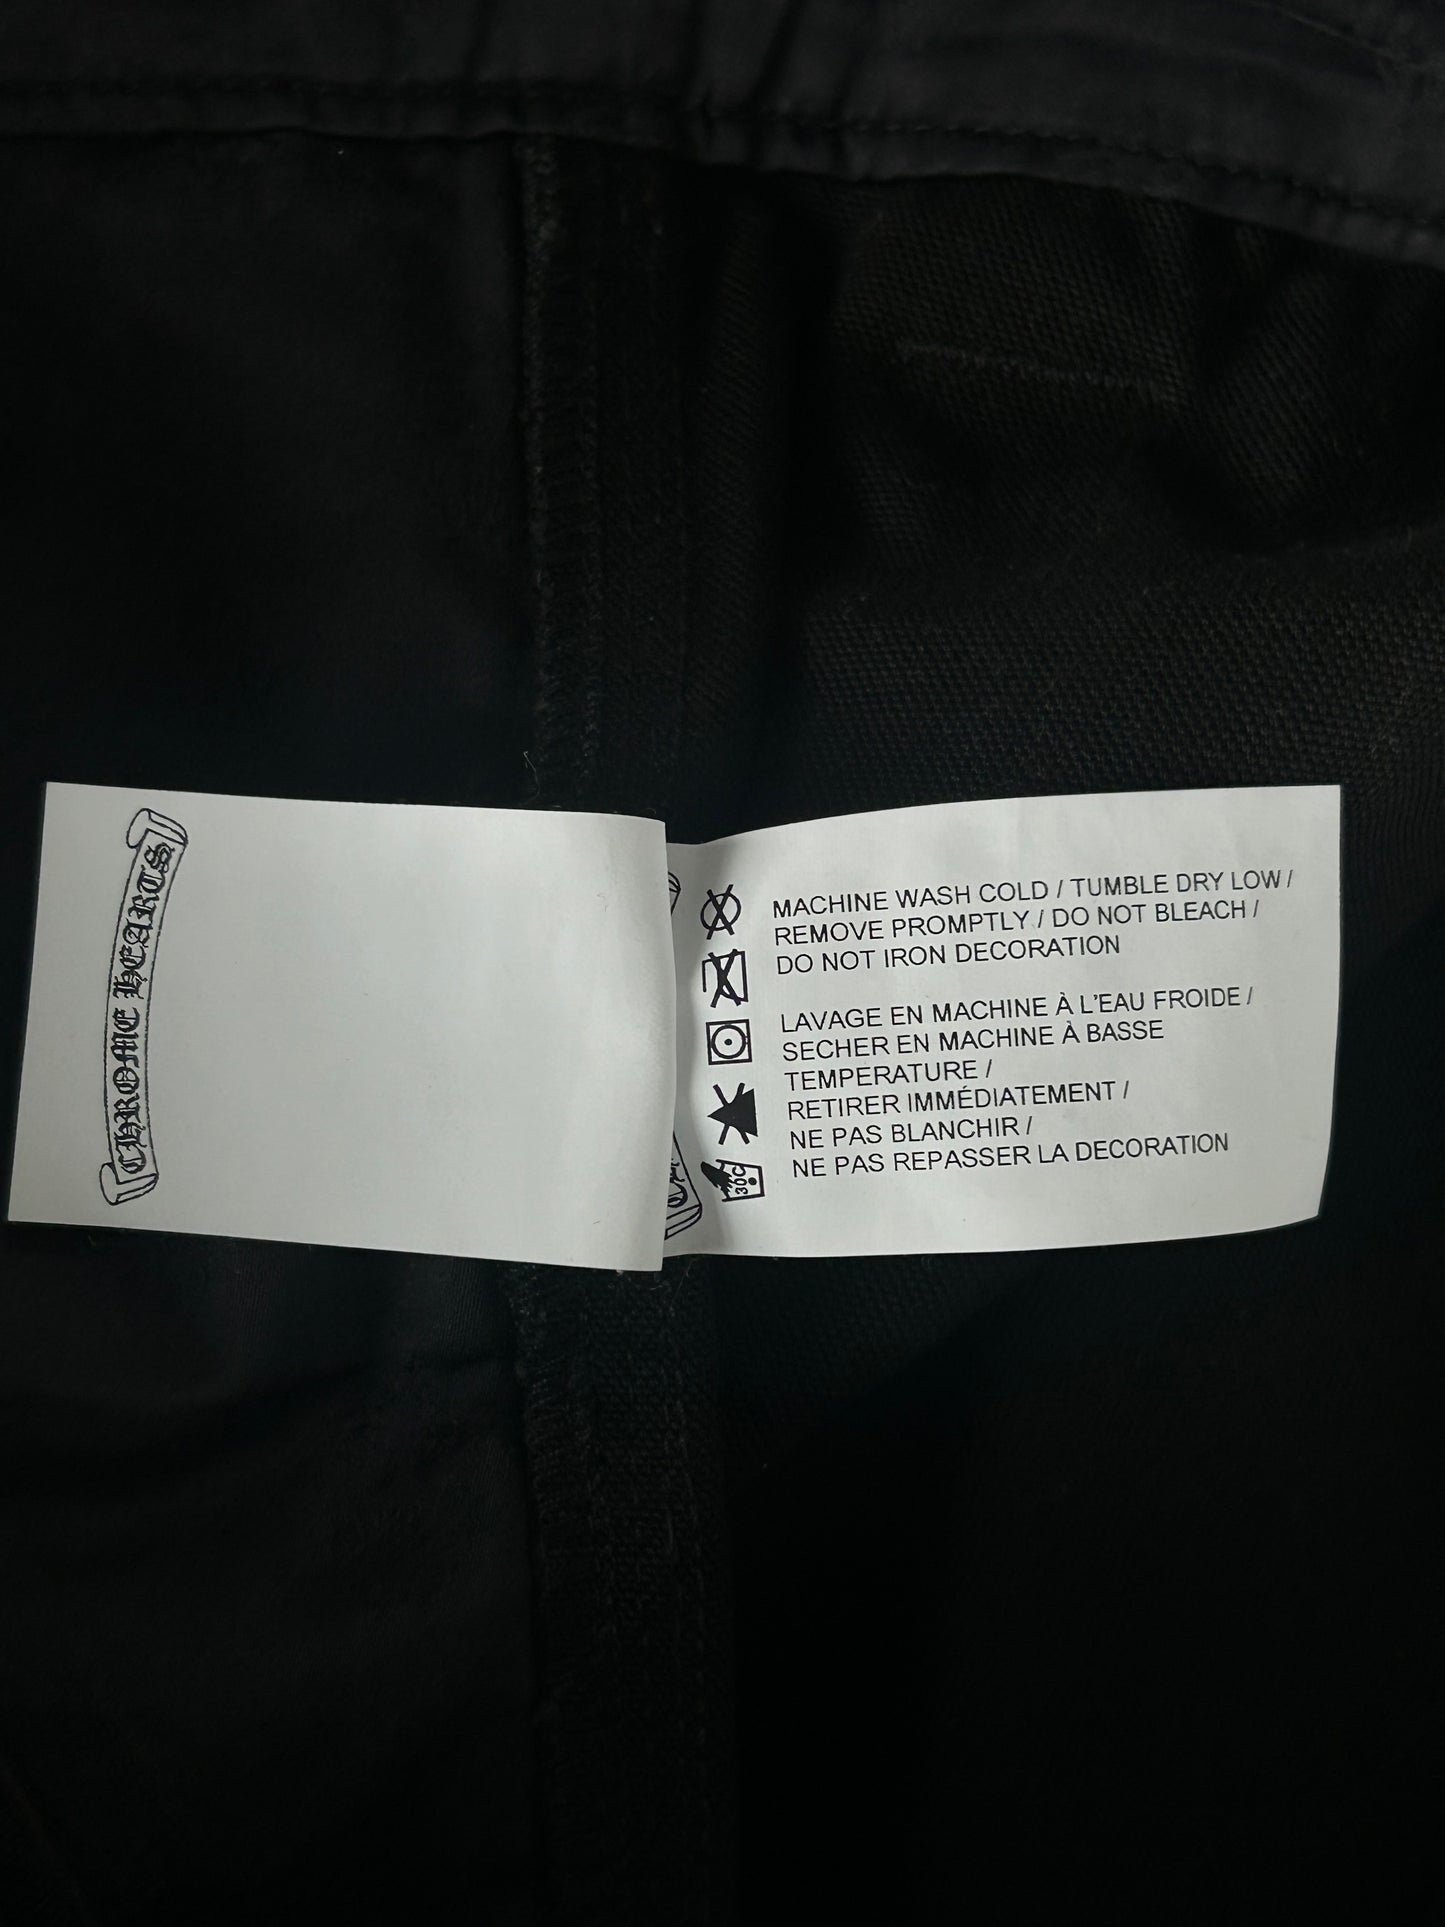 CHROME HEARTS
MACHINE WASH COLD / TUMBLE DRY LOW /
REMOVE PROMPTLY / DO NOT BLEACH /
DO NOT IRON DECORATION
LAVAGE EN MACHINE À L'EAU FROIDE /
SECHER EN MACHINE À BASSE
TEMPERATURE /
RETIRER IMMÉDIATEMENT /
NE PAS BLANCHIR /
NE PAS REPASSER LA DECORATION
30C